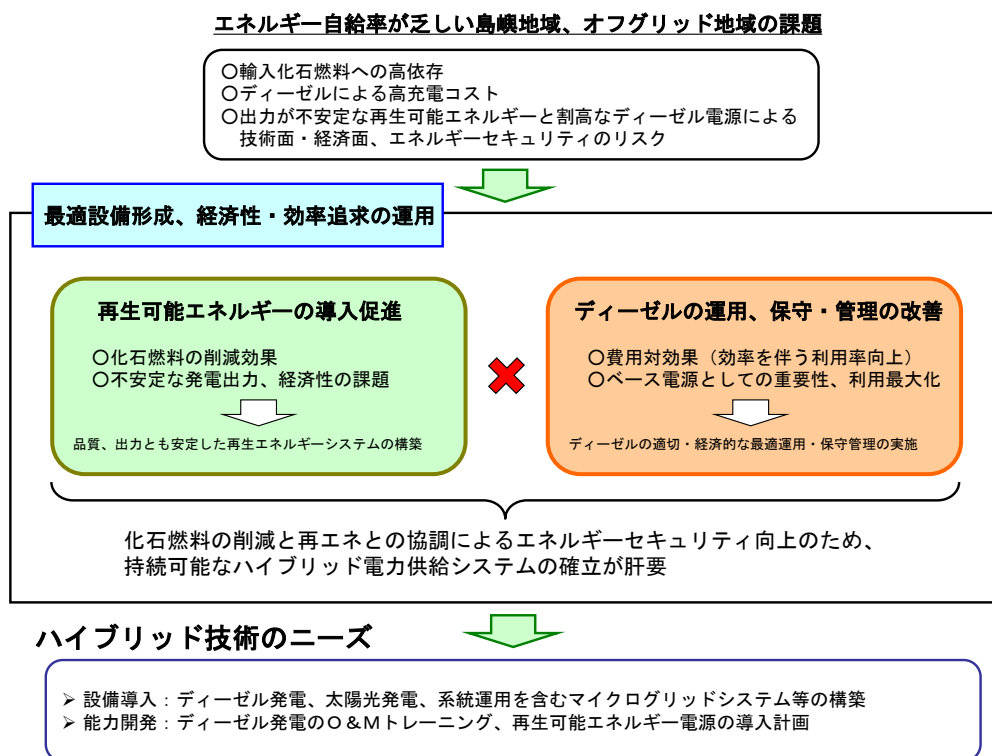 エネルギー自給率が乏しい島嶼地域、オフグリッド地域の課題
〇輸入化石燃料への高依存
〇ディーゼルによる高充電コスト
〇出力が不安定な再生可能エネルギーと割高なディーゼル電源による
技術面・経済面、エネルギーセキュリティのリスク
最適設備形成、経済性・効率追求の運用
再生可能エネルギーの導入促進
〇化石燃料の削減効果
〇不安定な発電出力、経済性の課題
品質、出力とも安定した再生エネルギーシステムの構築
ディーゼルの運用、保守・管理の改善
〇費用対効果（効率を伴う利用率向上）
〇ベース電源としての重要性、利用最大化
ディーゼルの適切・経済的な最適運用・保守管理の実施
化石燃料の削減と再エネとの協調によるエネルギーセキュリティ向上のため、
持続可能なハイブリッド電力供給システムの確立が肝要
ハイブリッド技術のニーズ
➢ 設備導入：ディーゼル発電、太陽光発電、系統運用を含むマイクログリッドシステム等の構築
➢ 能力開発：ディーゼル発電のO＆Mトレーニング、再生可能エネルギー電源の導入計画